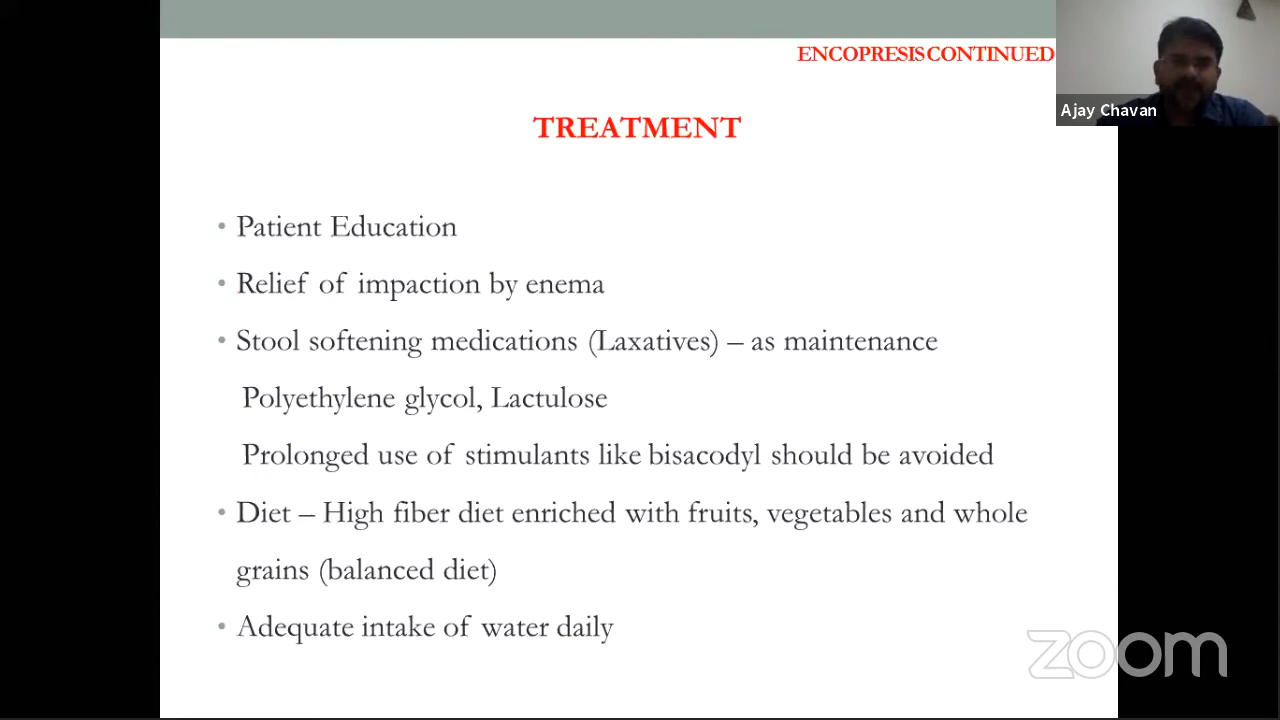 ENCOPRESIS CONTINUED
Ajay Chavan
TREATMENT
• Patient Education
• Relief of impaction by enema
• Stool softening medications (Laxatives) – as maintenance
Polyethylene glycol, Lactulose
Prolonged use of stimulants like bisacodyl should be avoided
• Diet – High fiber diet enriched with fruits, vegetables and whole
grains (balanced diet)
• Adequate intake of water daily
zoom